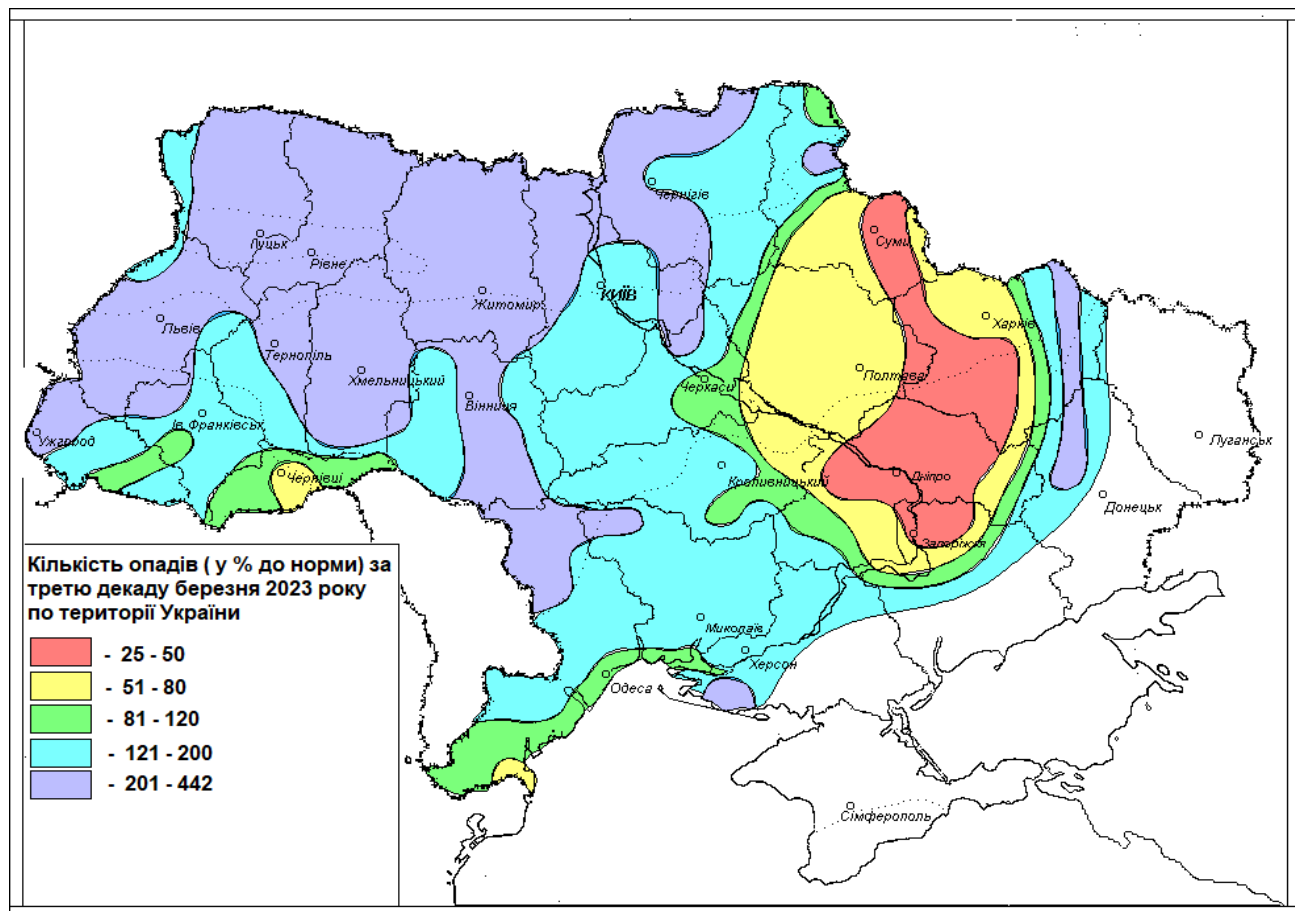 Чернігів
Суми
Луцьк
Рівне
Житомир
КИЇВ
Харків
Львів
Тернопіль
Хмельницький
Полтава
Черкаси
Вінниця
Ів Франківськ
Ужгород
Луганськ
Чернівці
Кропивницький
Дніпро
Донецьк
Запоріжжя
Кількість опадів ( у % до норми) за
третю декаду березня 2023 року
по території України
- 25 - 50
- 51 - 80
- 81 - 120
- 121 - 200
- 201 - 442
Миколаїв
Херсон
Одеса
Сімферополь